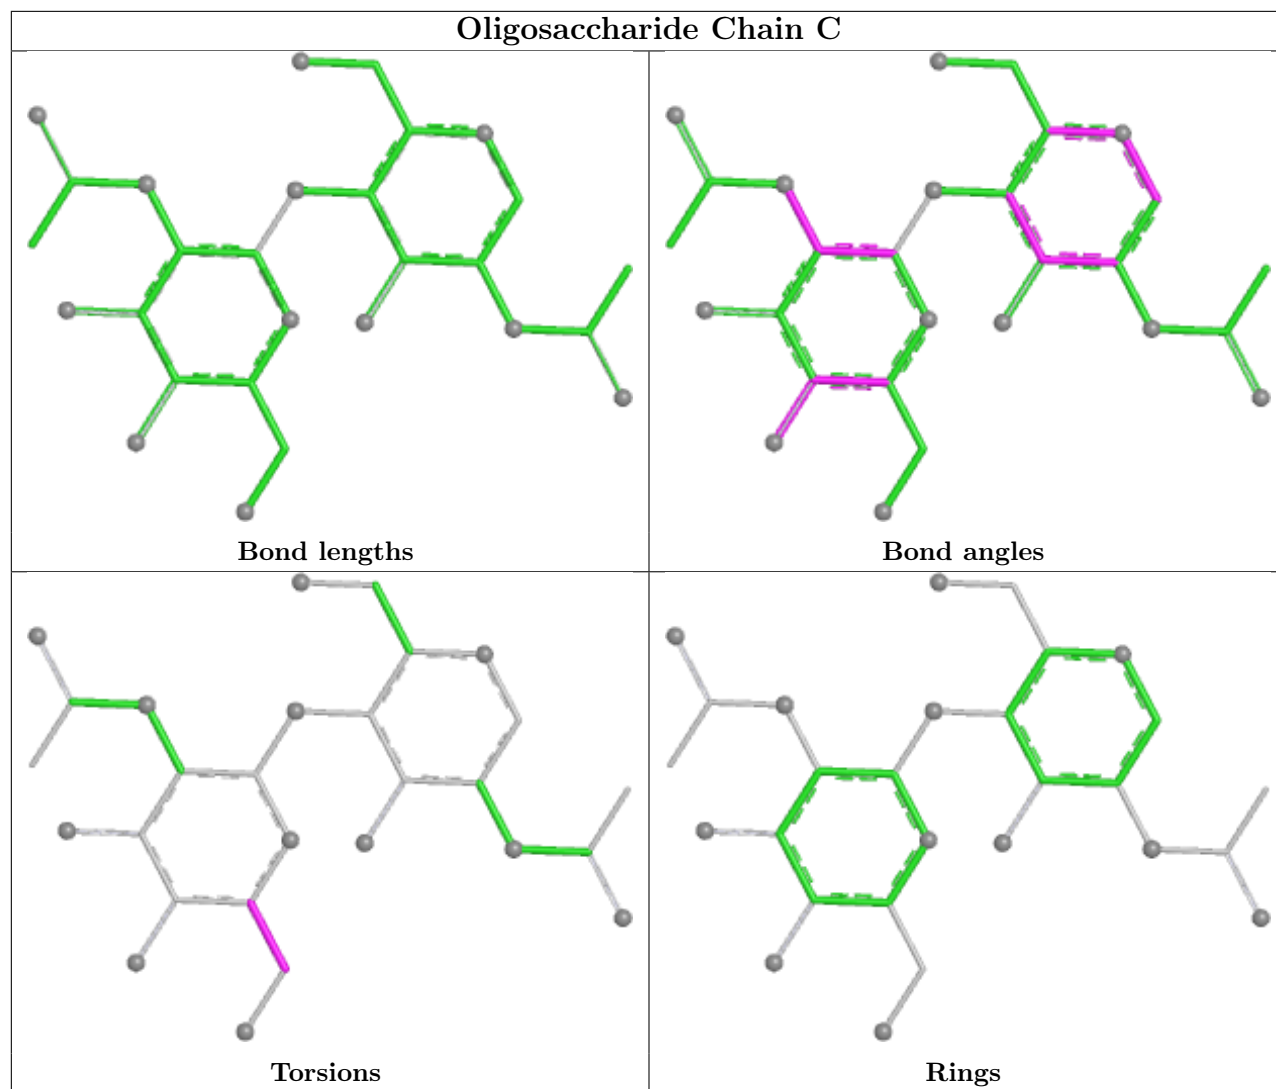 Oligosaccharide Chain C
Bond lengths
Bond angles
Torsions
Rings